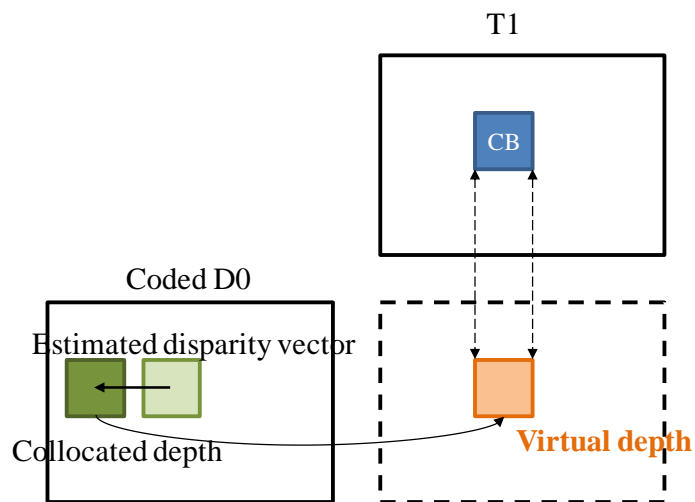 T1
CB
Coded D0
Estimated disparity vector
Collocated depth
Virtual depth